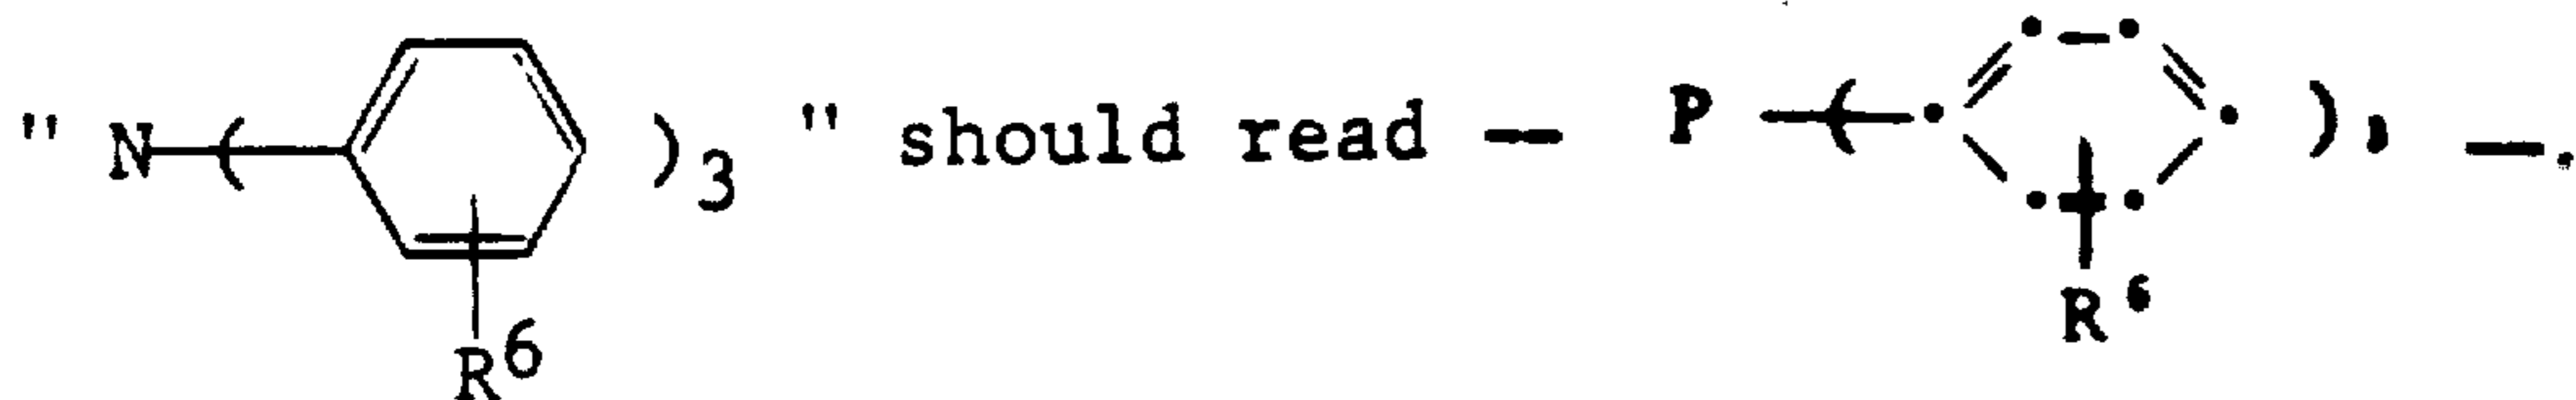 " N-( )3 " should read — P-( ), —.
R6 R6